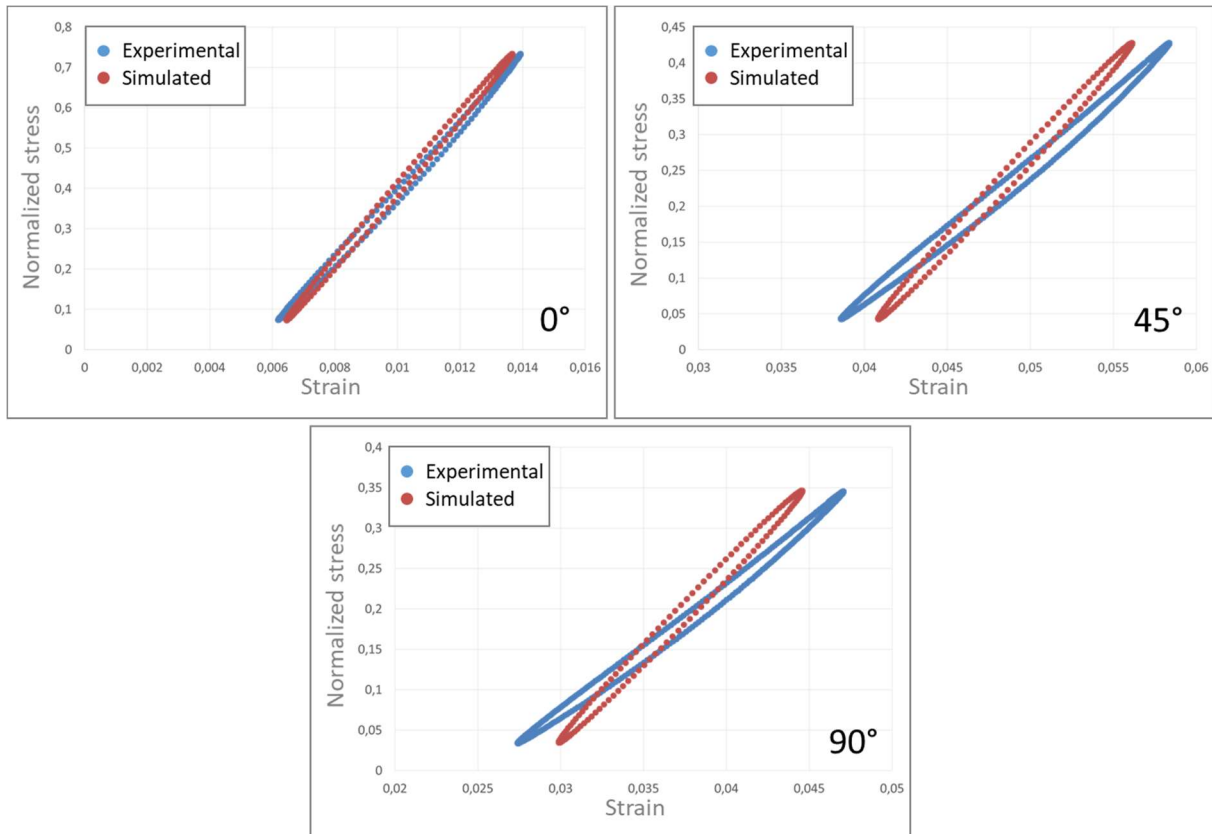 0,8
0,7
0,6
0,5
0,4
0,3
0,2
0,1
0
Normalized stress
Experimental
Simulated
0°
0 0,002 0,004 0,006 0,008 0,01 0,012 0,014 0,016
Strain
0,45
0,4
0,35
0,3
0,25
0,2
0,15
0,1
0,05
0
Normalized stress
Experimental
Simulated
45°
0,03 0,035 0,04 0,045 0,05 0,055 0,06
Strain
0,4
0,35
0,3
0,25
0,2
0,15
0,1
0,05
0
Normalized stress
Experimental
Simulated
90°
0,02 0,025 0,03 0,035 0,04 0,045 0,05
Strain